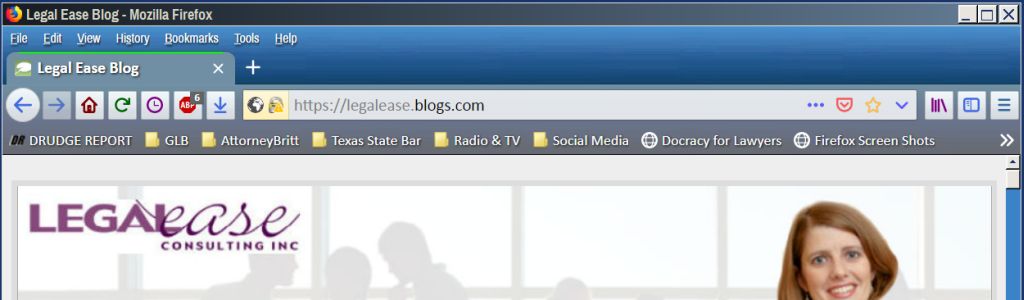 Legal Ease Blog - Mozilla Firefox
File Edit View History Bookmarks Tools Help
Legal Ease Blog
ABP 6 https://legalease.blogs.com
DR DRUDGE REPORT GLB AttorneyBritt Texas State Bar Radio & TV Social Media Docracy for Lawyers Firefox Screen Shots
LEGALease
CONSULTING INC